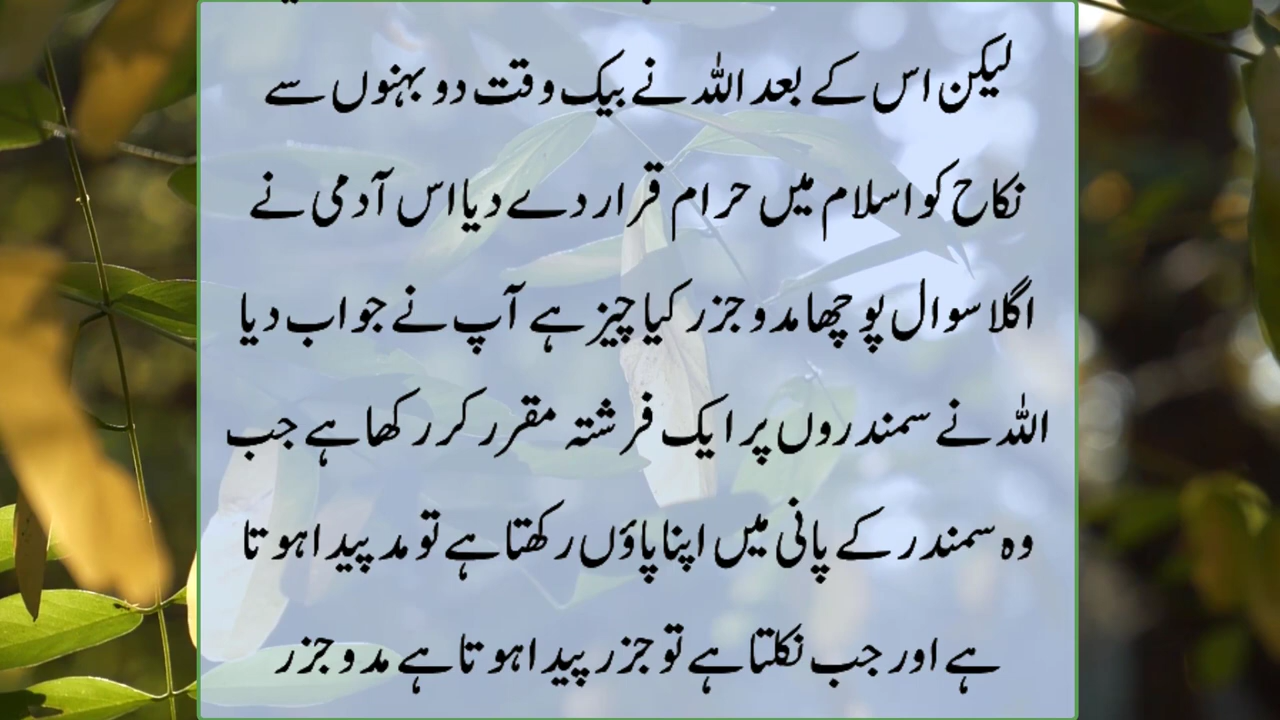 لیکن اس کے بعد اللہ نے بیک وقت دو بہنوں سے
نکاح کو اسلام میں حرام قرار دے دیا اس آدمی نے
اگلا سوال پوچھا مد و جزر کیا چیز ہے آپ نے جواب دیا
اللہ نے سمندروں پر ایک فرشتہ مقرر کر رکھا ہے جب
وہ سمندر کے پانی میں اپنا پاؤں رکھتا ہے تو مد پیدا ہوتا
ہے اور جب نکلتا ہے تو جزر پیدا ہوتا ہے مد و جزر